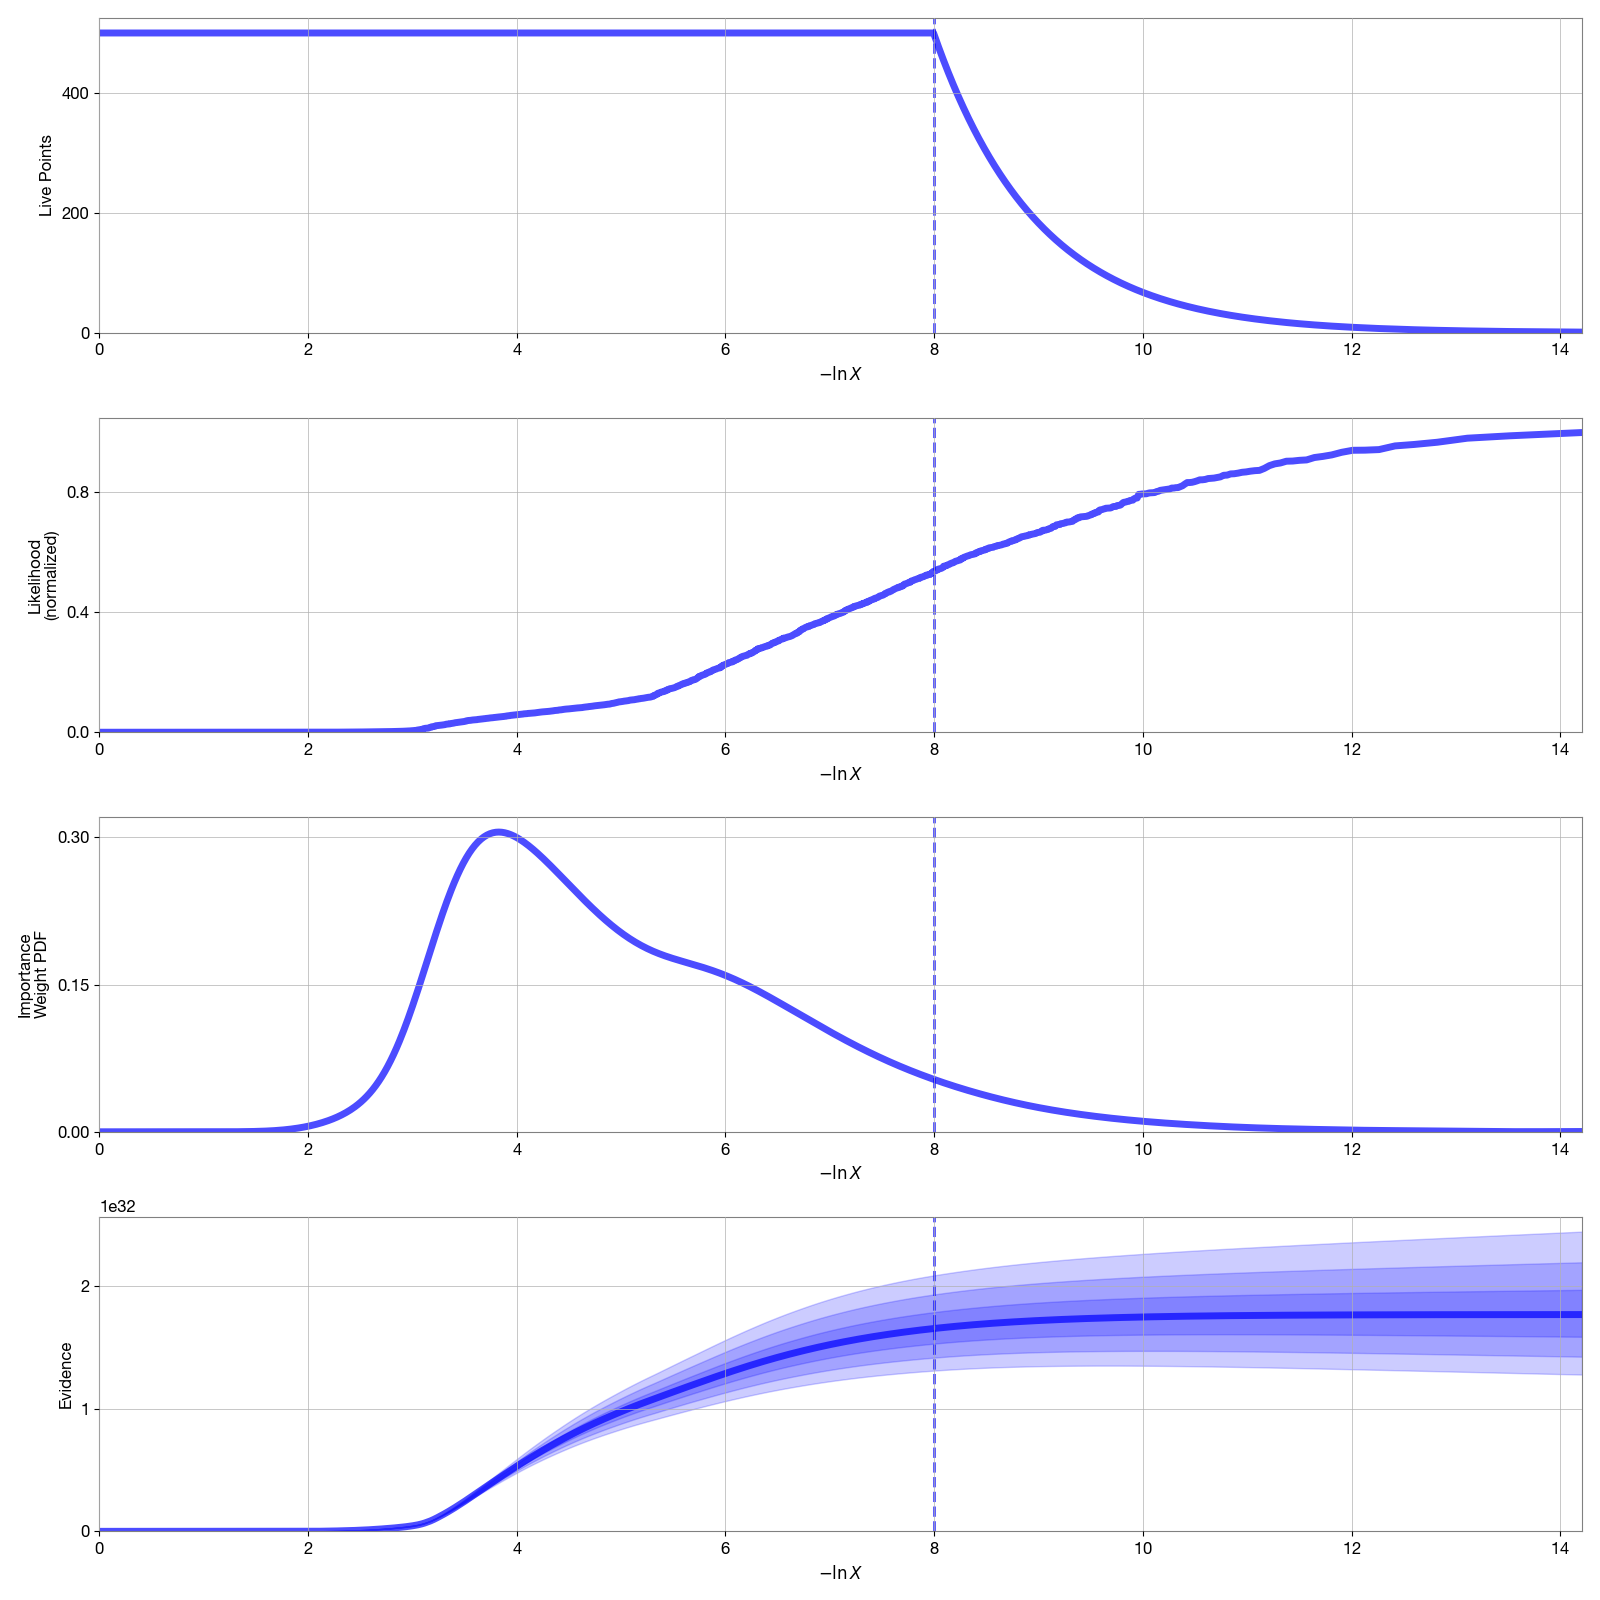 400
200
0
Live Points
0 2 4 6 8 10 12 14
−ln X
0.8
0.4
0.0
Likelihood
(normalized)
0 2 4 6 8 10 12 14
−ln X
0.30
0.15
0.00
Importance
Weight PDF
0 2 4 6 8 10 12 14
−ln X
1e32
2
1
0
Evidence
0 2 4 6 8 10 12 14
−ln X